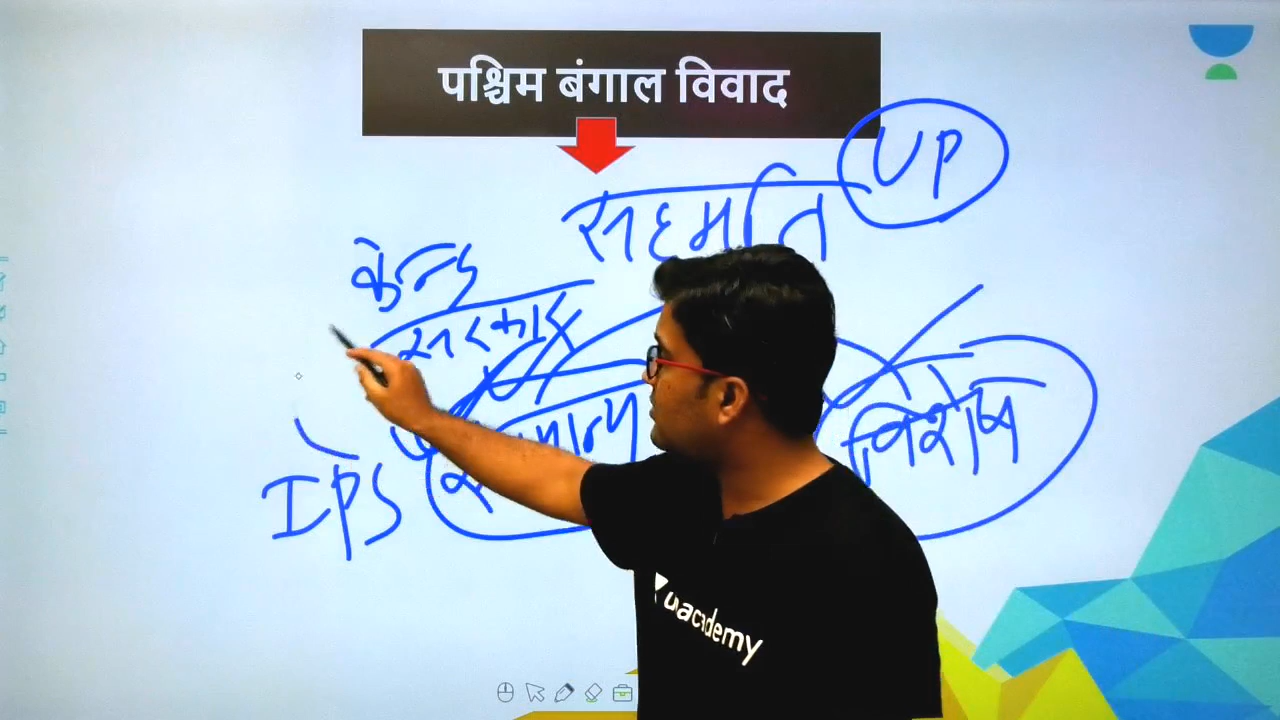 पश्चिम बंगाल विवाद
UP
सहमति
केन्द्र
सरकार
विशेष
IPS
unacademy